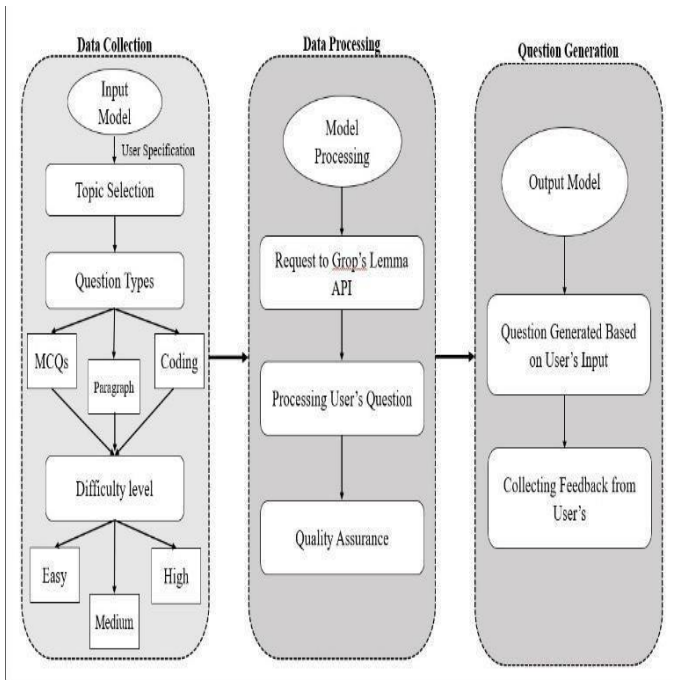 Data Collection
Input
Model
User Specification
Topic Selection
Question Types
MCQs
Paragraph
Coding
Difficulty level
Easy
Medium
High
Data Processing
Model
Processing
Request to Grop's Lemma
API
Processing User's Question
Quality Assurance
Question Generation
Output Model
Question Generated Based
on User's Input
Collecting Feedback from
User's